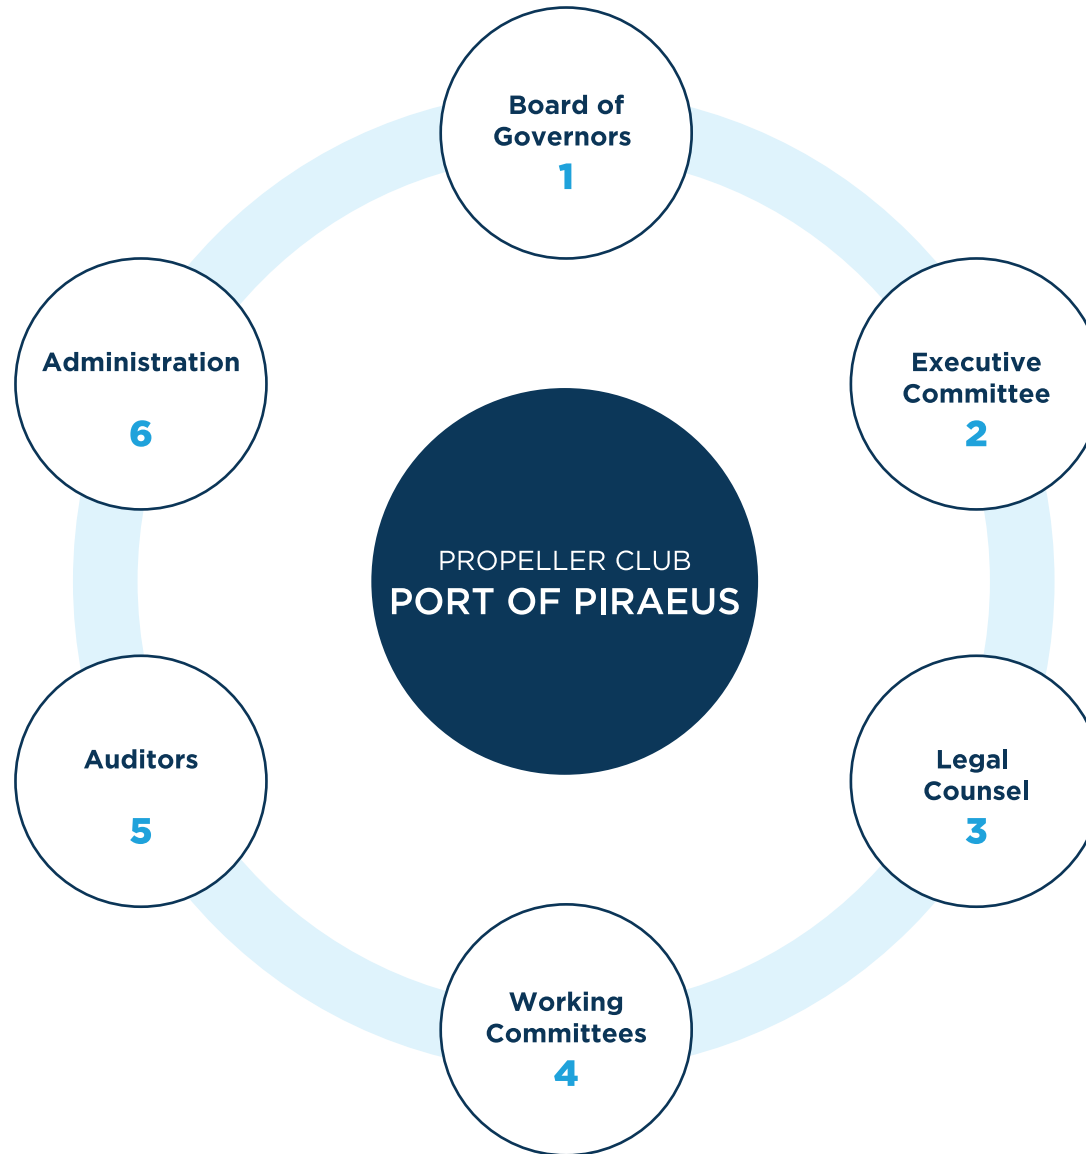 Board of
Governors
1
Executive
Committee
2
Legal
Counsel
3
Working
Committees
4
Auditors
5
Administration
6
PROPELLER CLUB
PORT OF PIRAEUS